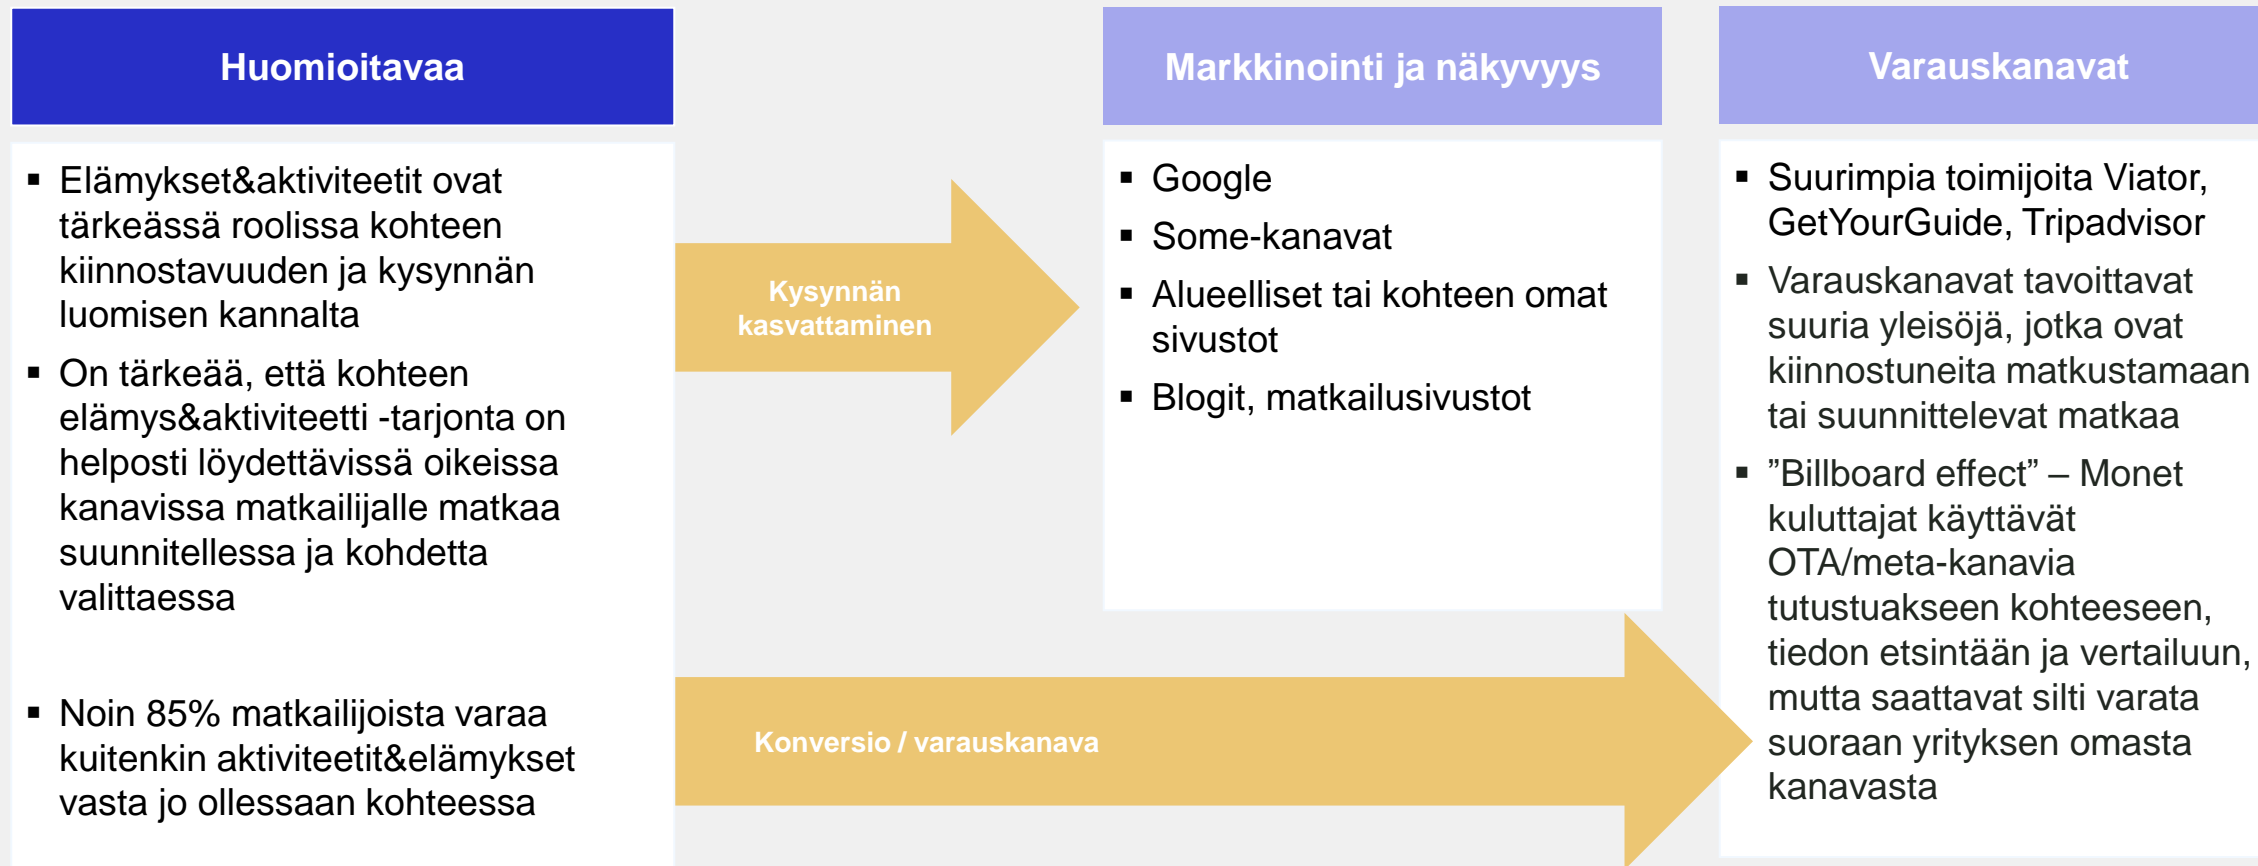 Huomioitavaa
▪ Elämykset&aktiviteetit ovat
tärkeässä roolissa kohteen
kiinnostavuuden ja kysynnän
luomisen kannalta
▪ On tärkeää, että kohteen
elämys&aktiviteetti -tarjonta on
helposti löydettävissä oikeissa
kanavissa matkailijalle matkaa
suunnitellessa ja kohdetta
valittaessa
▪ Noin 85% matkailijoista varaa
kuitenkin aktiviteetit&elämykset
vasta jo ollessaan kohteessa
Kysynnän
kasvattaminen
Konversio / varauskanava
Markkinointi ja näkyvyys
▪ Google
▪ Some-kanavat
▪ Alueelliset tai kohteen omat
sivustot
▪ Blogit, matkailusivustot
Varauskanavat
▪ Suurimpia toimijoita Viator,
GetYourGuide, Tripadvisor
▪ Varauskanavat tavoittavat
suuria yleisöjä, jotka ovat
kiinnostuneita matkustamaan
tai suunnittelevat matkaa
▪ ”Billboard effect” – Monet
kuluttajat käyttävät
OTA/meta-kanavia
tutustuakseen kohteeseen,
tiedon etsintään ja vertailuun,
mutta saattavat silti varata
suoraan yrityksen omasta
kanavasta